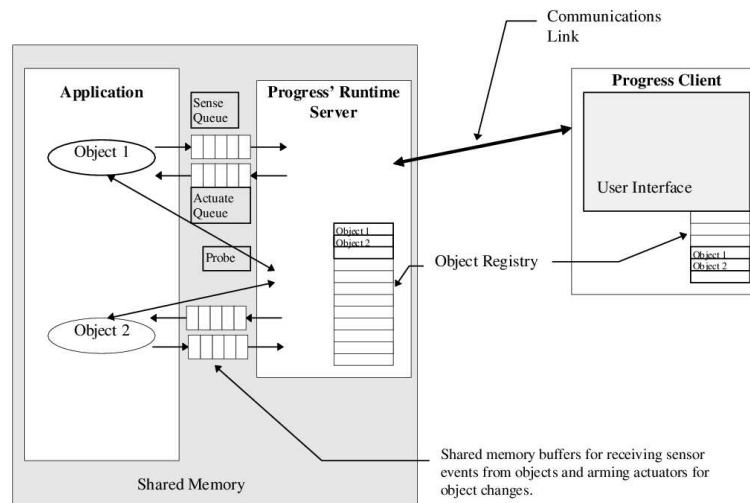 Communications
Link
Application
Sense
Queue
Progress' Runtime
Server
Progress Client
Object 1
User Interface
Actuate
Queue
Probe
Object 1
Object 2
Object Registry
Object 1
Object 2
Object 2
Shared memory buffers for receiving sensor
events from objects and arming actuators for
object changes.
Shared Memory